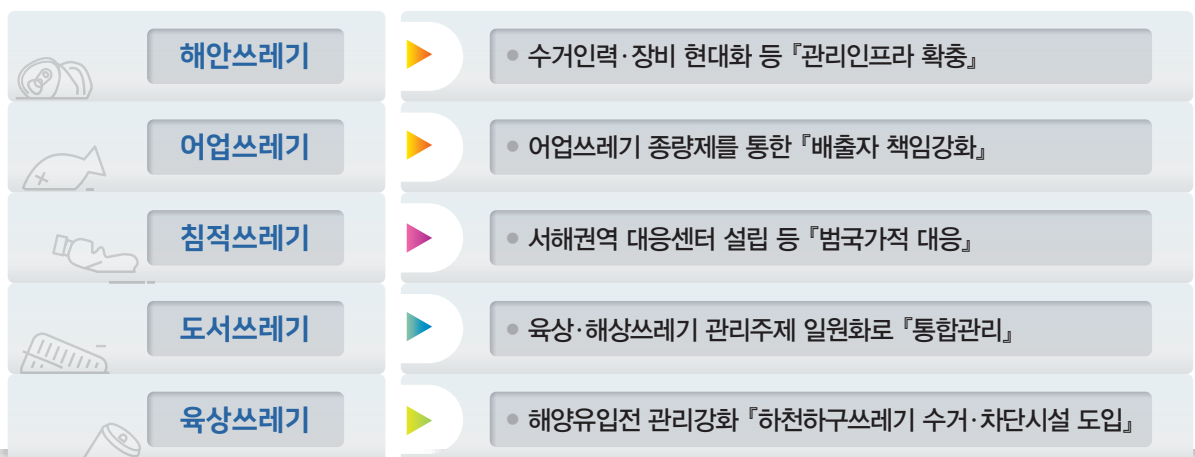 해안쓰레기
• 수거인력·장비 현대화 등 『관리인프라 확충』
어업쓰레기
• 어업쓰레기 종량제를 통한 『배출자 책임강화』
침적쓰레기
• 서해권역 대응센터 설립 등 『범국가적 대응』
도서쓰레기
• 육상·해상쓰레기 관리주제 일원화로 『통합관리』
육상쓰레기
• 해양유입전 관리강화 『하천하구쓰레기 수거·차단시설 도입』